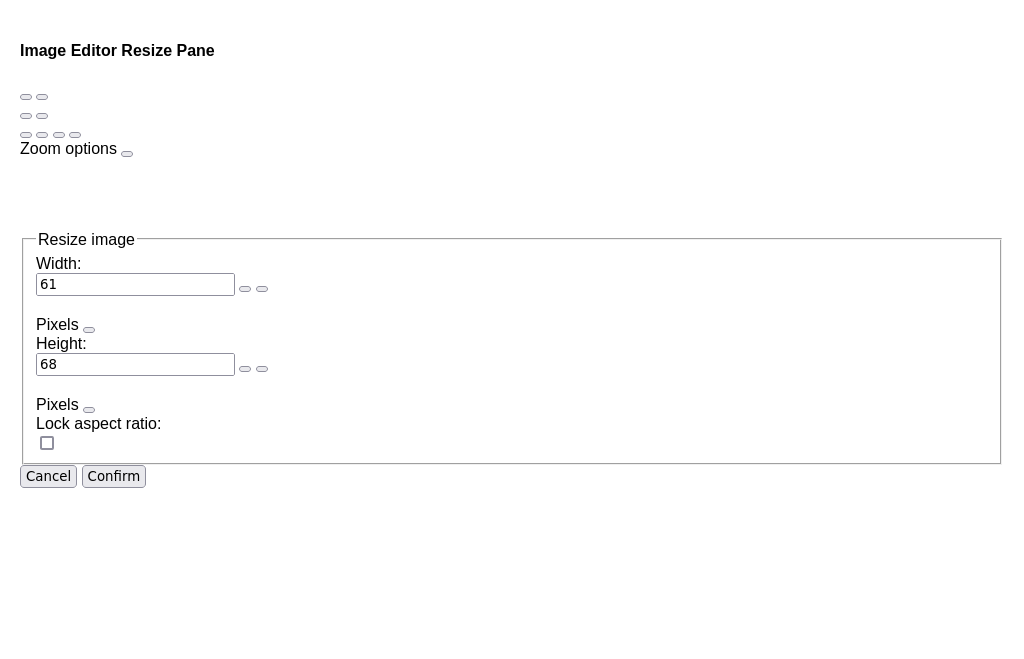 Image Editor Resize Pane
Zoom options
Resize image
Width:
61
Pixels
Height:
68
Pixels
Lock aspect ratio:
Cancel Confirm